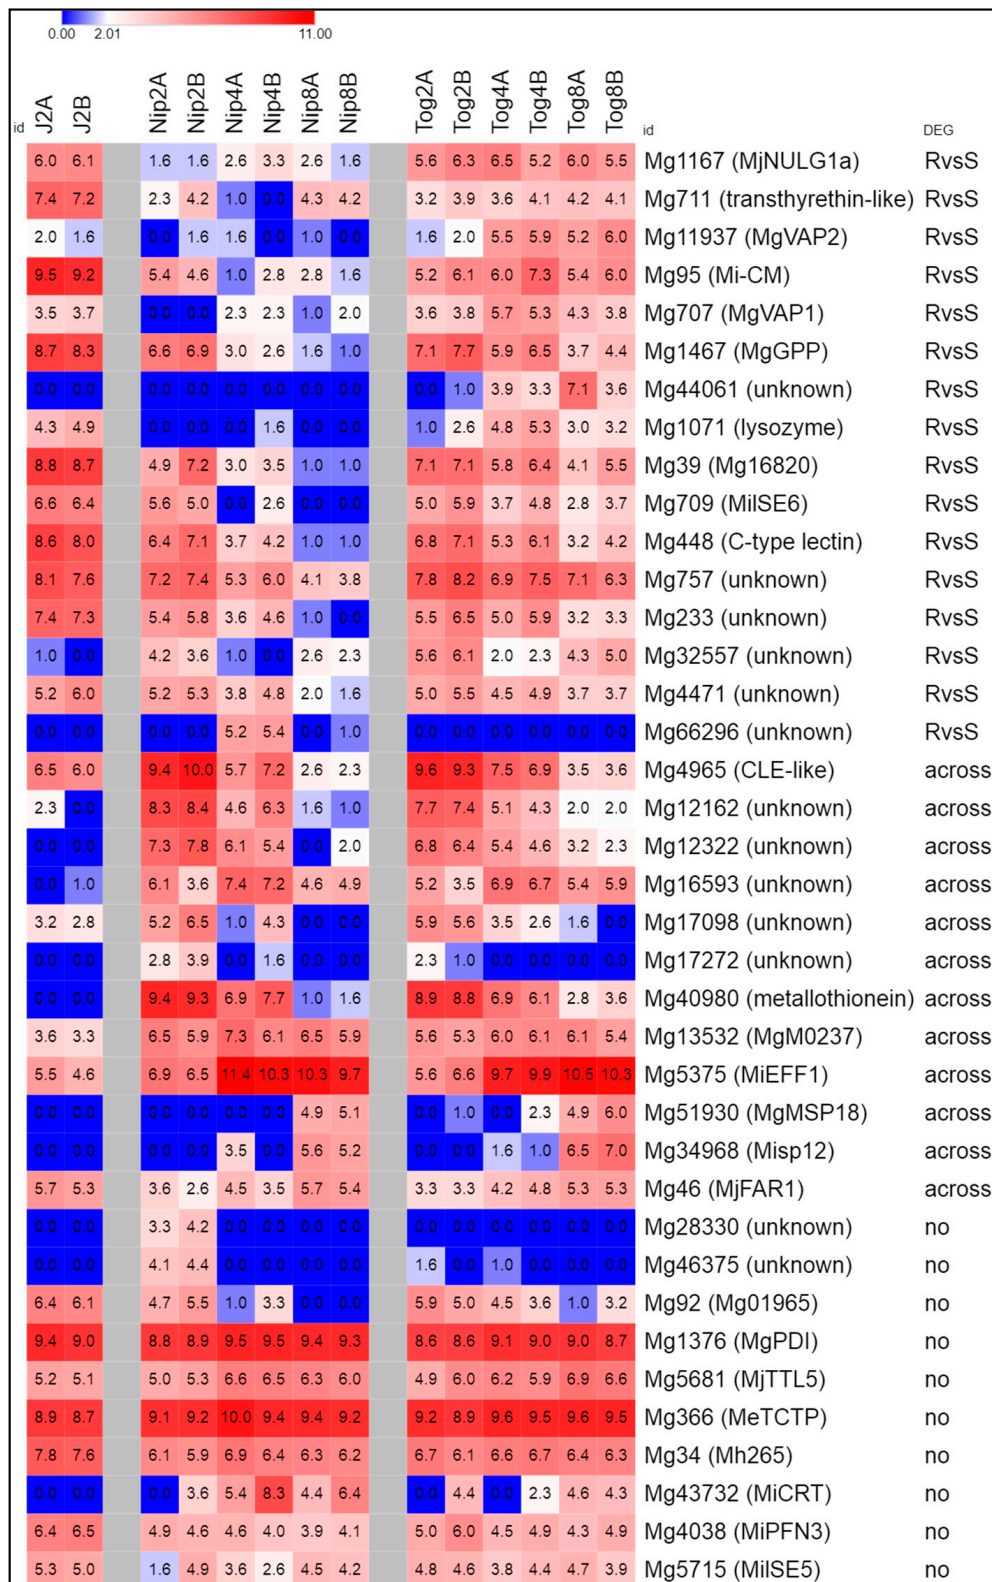 0.00 2.01 11.00
id J2A J2B Nip2A Nip2B Nip4A Nip4B Nip8A Nip8B Tog2A Tog2B Tog4A Tog4B Tog8A Tog8B id DEG
6.0 6.1 1.6 1.6 2.6 3.3 2.6 1.6 5.6 6.3 6.5 5.2 6.0 5.5 Mg1167 (MjNULG1a) RvsS
7.4 7.2 2.3 4.2 1.0 0.0 4.3 4.2 3.2 3.9 3.6 4.1 4.2 4.1 Mg711 (transthyrethin-like) RvsS
2.0 1.6 0.0 1.6 1.6 0.0 1.0 0.0 1.6 2.0 5.5 5.9 5.2 6.0 Mg11937 (MgVAP2) RvsS
9.5 9.2 5.4 4.6 1.0 2.8 2.8 1.6 5.2 6.1 6.0 7.3 5.4 6.0 Mg95 (Mi-CM) RvsS
3.5 3.7 0.0 0.0 2.3 2.3 1.0 2.0 3.6 3.8 5.7 5.3 4.3 3.8 Mg707 (MgVAP1) RvsS
8.7 8.3 6.6 6.9 3.0 2.6 1.6 1.0 7.1 7.7 5.9 6.5 3.7 4.4 Mg1467 (MgGPP) RvsS
0.0 0.0 0.0 0.0 0.0 0.0 0.0 0.0 0.0 1.0 3.9 3.3 7.1 3.6 Mg44061 (unknown) RvsS
4.3 4.9 0.0 0.0 0.0 1.6 0.0 0.0 1.0 2.6 4.8 5.3 3.0 3.2 Mg1071 (lysozyme) RvsS
8.8 8.7 4.9 7.2 3.0 3.5 1.0 1.0 7.1 7.1 5.8 6.4 4.1 5.5 Mg39 (Mg16820) RvsS
6.6 6.4 5.6 5.0 0.0 2.6 0.0 0.0 5.0 5.9 3.7 4.8 2.8 3.7 Mg709 (MilSE6) RvsS
8.6 8.0 6.4 7.1 3.7 4.2 1.0 1.0 6.8 7.1 5.3 6.1 3.2 4.2 Mg448 (C-type lectin) RvsS
8.1 7.6 7.2 7.4 5.3 6.0 4.1 3.8 7.8 8.2 6.9 7.5 7.1 6.3 Mg757 (unknown) RvsS
7.4 7.3 5.4 5.8 3.6 4.6 1.0 0.0 5.5 6.5 5.0 5.9 3.2 3.3 Mg233 (unknown) RvsS
1.0 0.0 4.2 3.6 1.0 0.0 2.6 2.3 5.6 6.1 2.0 2.3 4.3 5.0 Mg32557 (unknown) RvsS
5.2 6.0 5.2 5.3 3.8 4.8 2.0 1.6 5.0 5.5 4.5 4.9 3.7 3.7 Mg4471 (unknown) RvsS
0.0 0.0 0.0 0.0 5.2 5.4 0.0 1.0 0.0 0.0 0.0 0.0 0.0 0.0 Mg66296 (unknown) RvsS
6.5 6.0 9.4 10.0 5.7 7.2 2.6 2.3 9.6 9.3 7.5 6.9 3.5 3.6 Mg4965 (CLE-like) across
2.3 0.0 8.3 8.4 4.6 6.3 1.6 1.0 7.7 7.4 5.1 4.3 2.0 2.0 Mg12162 (unknown) across
0.0 0.0 7.3 7.8 6.1 5.4 0.0 2.0 6.8 6.4 5.4 4.6 3.2 2.3 Mg12322 (unknown) across
0.0 1.0 6.1 3.6 7.4 7.2 4.6 4.9 5.2 3.5 6.9 6.7 5.4 5.9 Mg16593 (unknown) across
3.2 2.8 5.2 6.5 1.0 4.3 0.0 0.0 5.9 5.6 3.5 2.6 1.6 0.0 Mg17098 (unknown) across
0.0 0.0 2.8 3.9 0.0 1.6 0.0 0.0 2.3 1.0 0.0 0.0 0.0 0.0 Mg17272 (unknown) across
0.0 0.0 9.4 9.3 6.9 7.7 1.0 1.6 8.9 8.8 6.9 6.1 2.8 3.6 Mg40980 (metallothionein) across
3.6 3.3 6.5 5.9 7.3 6.1 6.5 5.9 5.6 5.3 6.0 6.1 6.1 5.4 Mg13532 (MgM0237) across
5.5 4.6 6.9 6.5 11.4 10.3 10.3 9.7 5.6 6.6 9.7 9.9 10.5 10.3 Mg5375 (MiEFF1) across
0.0 0.0 0.0 0.0 0.0 0.0 4.9 5.1 0.0 1.0 0.0 2.3 4.9 6.0 Mg51930 (MgMSP18) across
0.0 0.0 0.0 0.0 3.5 0.0 5.6 5.2 0.0 0.0 1.6 1.0 6.5 7.0 Mg34968 (Misp12) across
5.7 5.3 3.6 2.6 4.5 3.5 5.7 5.4 3.3 3.3 4.2 4.8 5.3 5.3 Mg46 (MjFAR1) across
0.0 0.0 3.3 4.2 0.0 0.0 0.0 0.0 0.0 0.0 0.0 0.0 0.0 0.0 Mg28330 (unknown) no
0.0 0.0 4.1 4.4 0.0 0.0 0.0 0.0 1.6 0.0 1.0 0.0 0.0 0.0 Mg46375 (unknown) no
6.4 6.1 4.7 5.5 1.0 3.3 0.0 0.0 5.9 5.0 4.5 3.6 1.0 3.2 Mg92 (Mg01965) no
9.4 9.0 8.8 8.9 9.5 9.5 9.4 9.3 8.6 8.6 9.1 9.0 9.0 8.7 Mg1376 (MgPDI) no
5.2 5.1 5.0 5.3 6.6 6.5 6.3 6.0 4.9 6.0 6.2 5.9 6.9 6.6 Mg5681 (MjTTL5) no
8.9 8.7 9.1 9.2 10.0 9.4 9.4 9.2 9.2 8.9 9.6 9.5 9.6 9.5 Mg366 (MeTCTP) no
7.8 7.6 6.1 5.9 6.9 6.4 6.3 6.2 6.7 6.1 6.6 6.7 6.4 6.3 Mg34 (Mh265) no
0.0 0.0 0.0 3.6 5.4 8.3 4.4 6.4 0.0 4.4 0.0 2.3 4.6 4.3 Mg43732 (MiCRT) no
6.4 6.5 4.9 4.6 4.6 4.0 3.9 4.1 5.0 6.0 4.5 4.9 4.3 4.9 Mg4038 (MiPFN3) no
5.3 5.0 1.6 4.9 3.6 2.6 4.5 4.2 4.8 4.6 3.8 4.4 4.7 3.9 Mg5715 (MilSE5) no